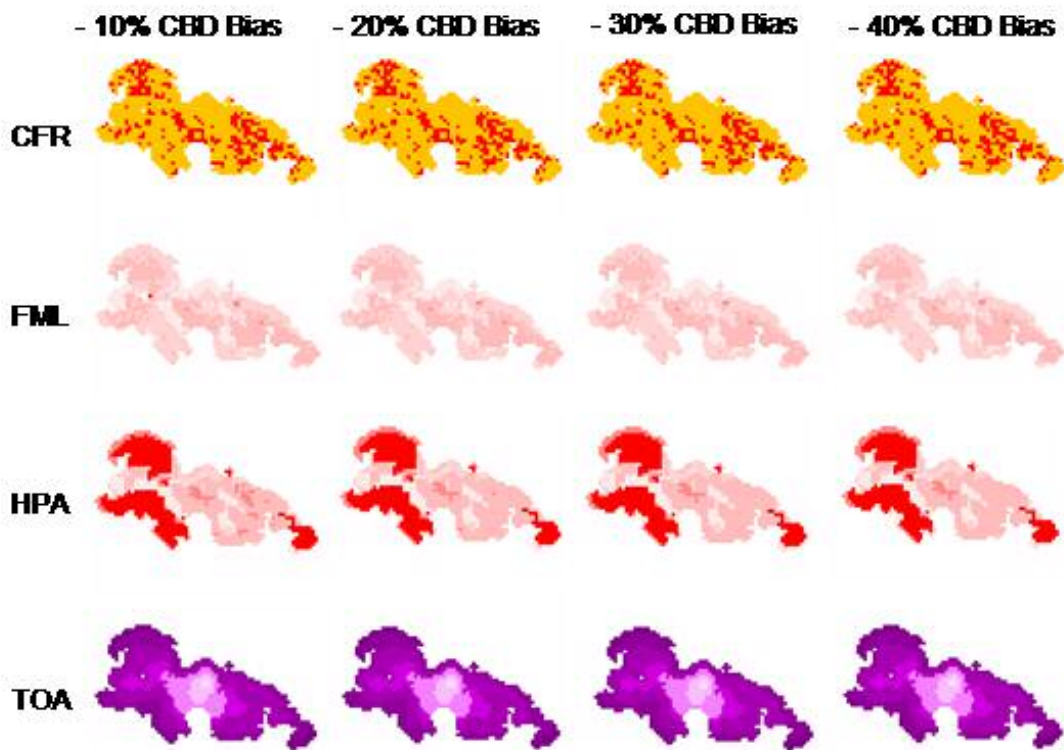 - 10% CBD Bias - 20% CBD Bias - 30% CBD Bias - 40% CBD Bias
CFR
FML
HPA
TOA